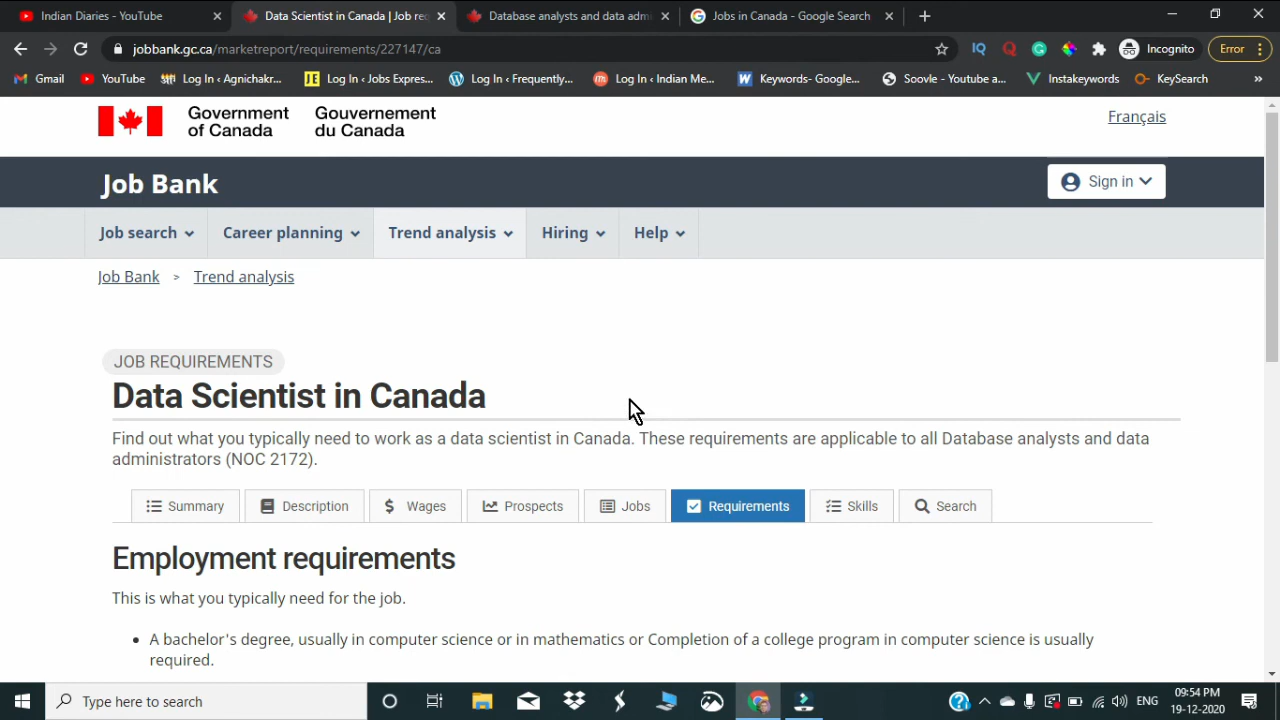 Indian Diaries - YouTube
Data Scientist in Canada | Job re
Database analysts and data adm
Jobs in Canada - Google Search
jobbank.gc.ca/marketreport/requirements/227147/ca
Incognito
Error
Gmail
YouTube
Log In ‹ Agnichakr...
Log In ‹ Jobs Expres...
Log In ‹ Frequently...
Log In ‹ Indian Me...
Keywords- Google...
Soovle - Youtube a...
Instakeywords
KeySearch
»
Government of Canada
Gouvernement du Canada
Français
Job Bank
Sign in
Job search
Career planning
Trend analysis
Hiring
Help
Job Bank > Trend analysis
JOB REQUIREMENTS
Data Scientist in Canada
Find out what you typically need to work as a data scientist in Canada. These requirements are applicable to all Database analysts and data
administrators (NOC 2172).
Summary
Description
$ Wages
Prospects
Jobs
Requirements
Skills
Search
Employment requirements
This is what you typically need for the job.
• A bachelor's degree, usually in computer science or in mathematics or Completion of a college program in computer science is usually
required.
Type here to search
ENG
09:54 PM
19-12-2020